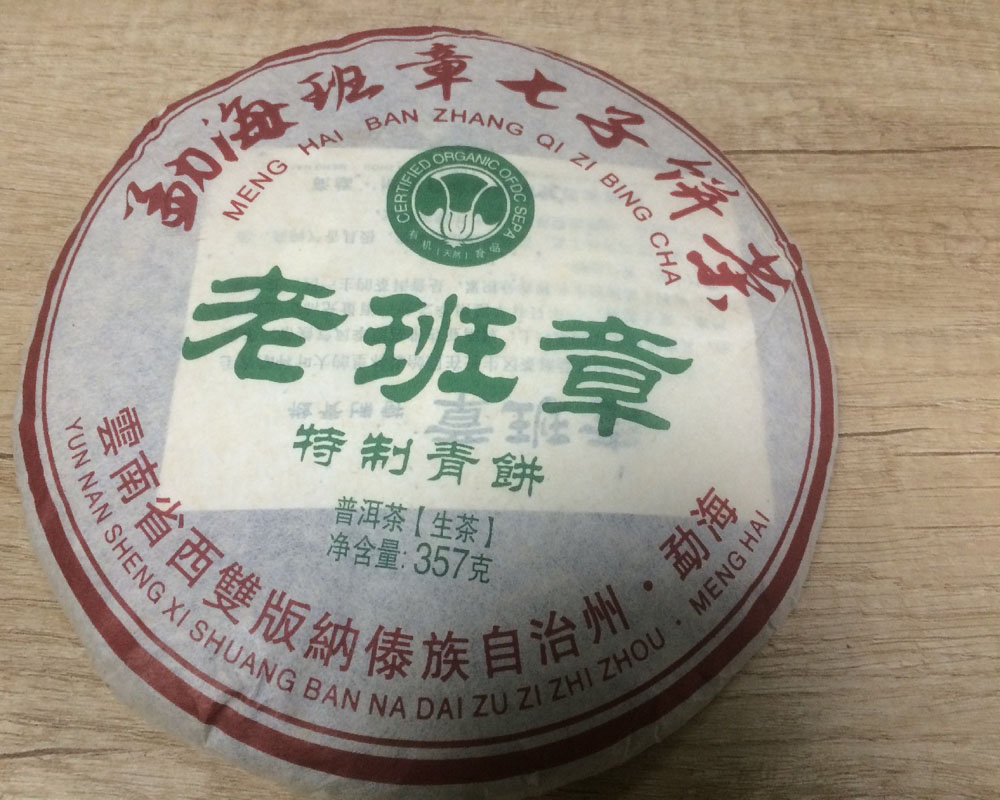 勐海班章七子餅茶
MENG HAI BAN ZHANG QI ZI BING CHA
CERTIFIED ORGANIC OFDC SEPA
有机(天然)食品
老班章
特制青餅
普洱茶【生茶】
净含量:357克
雲南省西雙版納傣族自治州·勐海
YUN NAN SHENG XI SHUANG BAN NA DAI ZU ZI ZHI ZHOU · MENG HAI